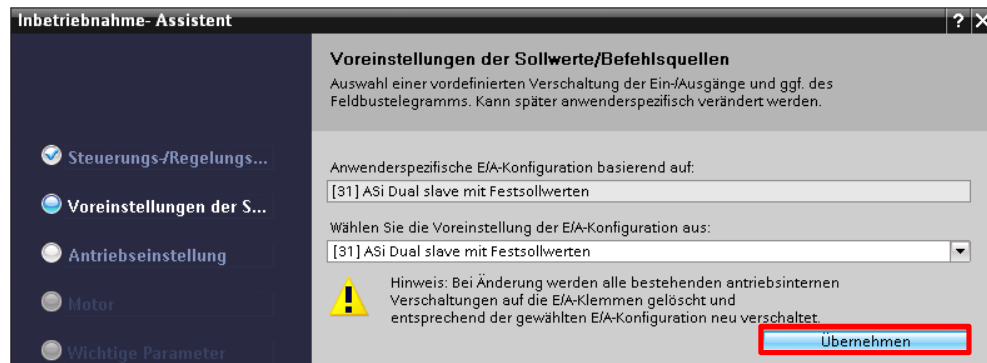 Inbetriebnahme- Assistent
? X
Voreinstellungen der Sollwerte/Befehlsquellen
Auswahl einer vordefinierten Verschaltung der Ein-/Ausgänge und ggf. des
Feldbustelegramms. Kann später anwenderspezifisch verändert werden.
Steuerungs-/Regelungs...
Voreinstellungen der S...
Antriebseinstellung
Motor
Wichtige Parameter
Anwenderspezifische E/A-Konfiguration basierend auf:
[31] ASi Dual slave mit Festsollwerten
Wählen Sie die Voreinstellung der E/A-Konfiguration aus:
[31] ASi Dual slave mit Festsollwerten
Hinweis: Bei Änderung werden alle bestehenden antriebsinternen
Verschaltungen auf die E/A-Klemmen gelöscht und
entsprechend der gewählten E/A-Konfiguration neu verschaltet.
Übernehmen